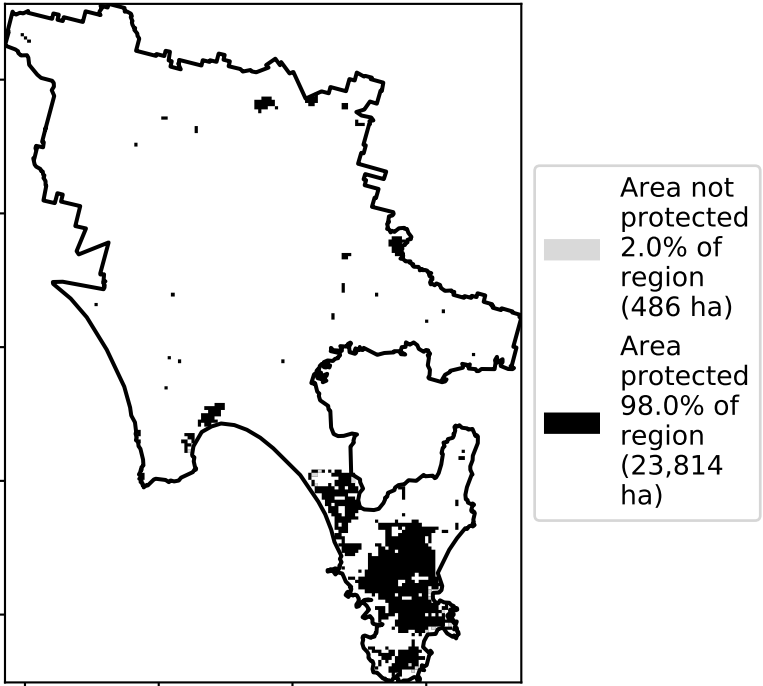 Area not
protected
2.0% of
region
(486 ha)
Area
protected
98.0% of
region
(23,814
ha)